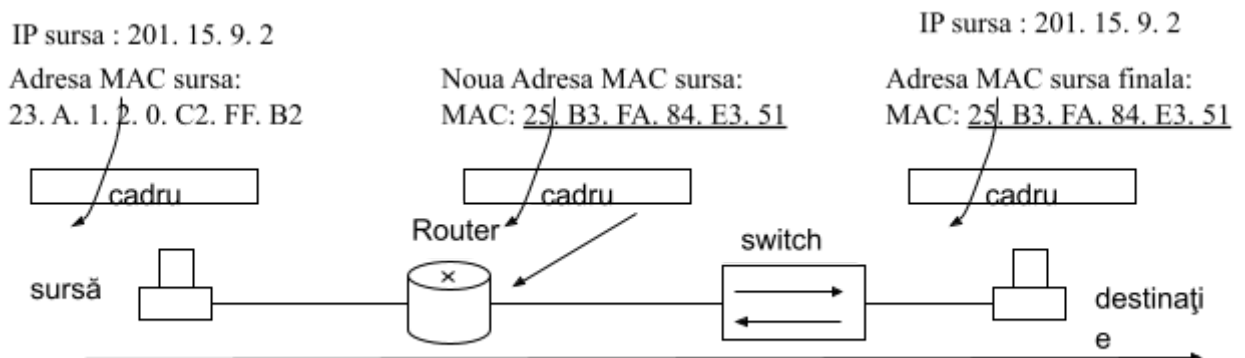 IP sursa : 201. 15. 9. 2
Adresa MAC sursa:
23. A. 1. 2. 0. C2. FF. B2
Noua Adresa MAC sursa:
MAC: 25. B3. FA. 84. E3. 51
IP sursa : 201. 15. 9. 2
Adresa MAC sursa finala:
MAC: 25. B3. FA. 84. E3. 51
cadru
cadru
cadru
Router
switch
sursă
destinaţi
e